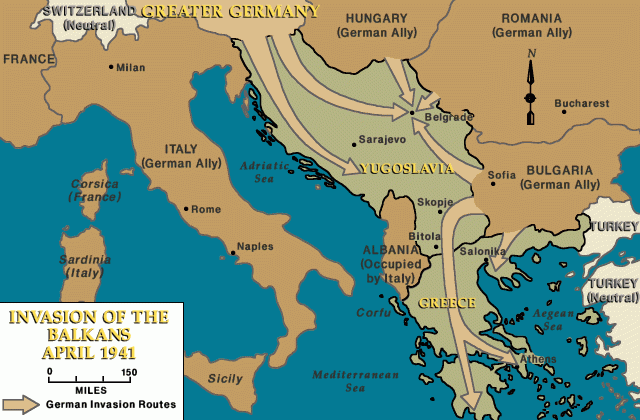 SWITZERLAND
(Neutral)
GREATER GERMANY
HUNGARY
(German Ally)
ROMANIA
(German Ally)
FRANCE
Milan
N
Bucharest
Belgrade
Sarajevo
ITALY
(German Ally)
Adriatic
Sea
YUGOSLAVIA
BULGARIA
(German Ally)
Sofia
Corsica
(France)
Rome
Skopje
Bitola
TURKEY
Naples
ALBANIA
(Occupied
by Italy)
Salonika
Sardinia
(Italy)
TURKEY
(Neutral)
GREECE
Corfu
Aegean
Sea
INVASION OF THE
BALKANS
APRIL 1941
0 150
MILES
German Invasion Routes
Sicily
Mediterranean
Sea
Athens